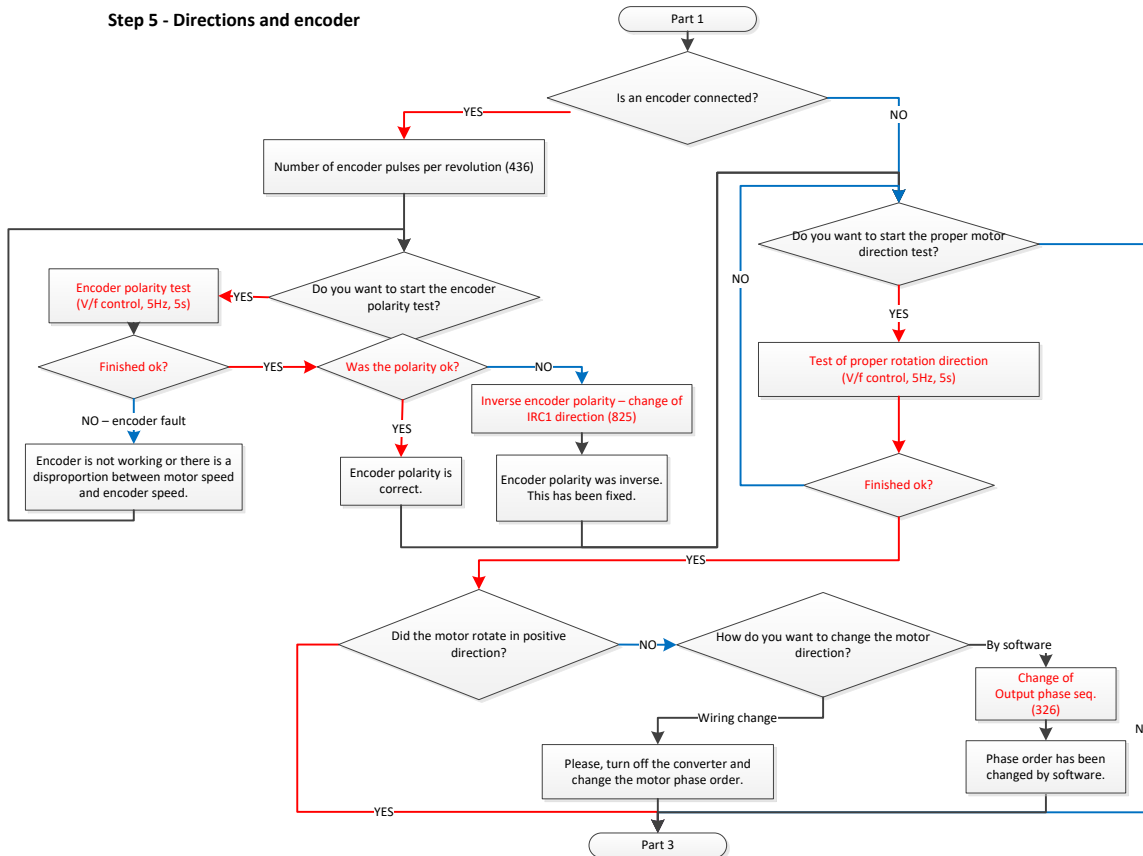 Step 5 - Directions and encoder
Part 1
Is an encoder connected?
YES
NO
Number of encoder pulses per revolution (436)
Do you want to start the proper motor
direction test?
NO
Encoder polarity test
(V/f control, 5Hz, 5s)
YES
Do you want to start the encoder
polarity test?
YES
Test of proper rotation direction
(V/f control, 5Hz, 5s)
Finished ok?
YES
Was the polarity ok?
NO
Inverse encoder polarity – change of
IRC1 direction (825)
NO – encoder fault
YES
Encoder is not working or there is a
disproportion between motor speed
and encoder speed.
Encoder polarity is
correct.
Encoder polarity was inverse.
This has been fixed.
Finished ok?
YES
Did the motor rotate in positive
direction?
NO
How do you want to change the motor
direction?
By software
Change of
Output phase seq.
(326)
Wiring change
N
Please, turn off the converter and
change the motor phase order.
Phase order has been
changed by software.
YES
Part 3